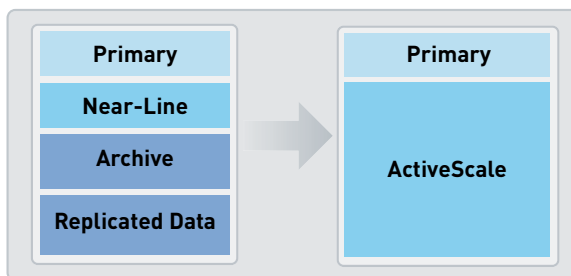 Primary
Near-Line
Archive
Replicated Data
Primary
ActiveScale